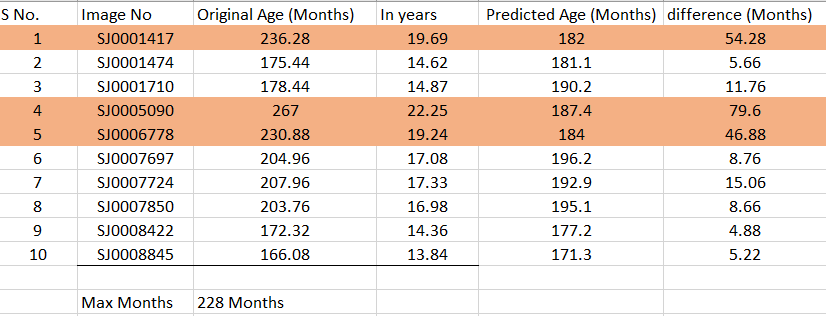 S No. Image No Original Age (Months) In years Predicted Age (Months) difference (Months)
1 SJ0001417 236.28 19.69 182 54.28
2 SJ0001474 175.44 14.62 181.1 5.66
3 SJ0001710 178.44 14.87 190.2 11.76
4 SJ0005090 267 22.25 187.4 79.6
5 SJ0006778 230.88 19.24 184 46.88
6 SJ0007697 204.96 17.08 196.2 8.76
7 SJ0007724 207.96 17.33 192.9 15.06
8 SJ0007850 203.76 16.98 195.1 8.66
9 SJ0008422 172.32 14.36 177.2 4.88
10 SJ0008845 166.08 13.84 171.3 5.22
Max Months 228 Months